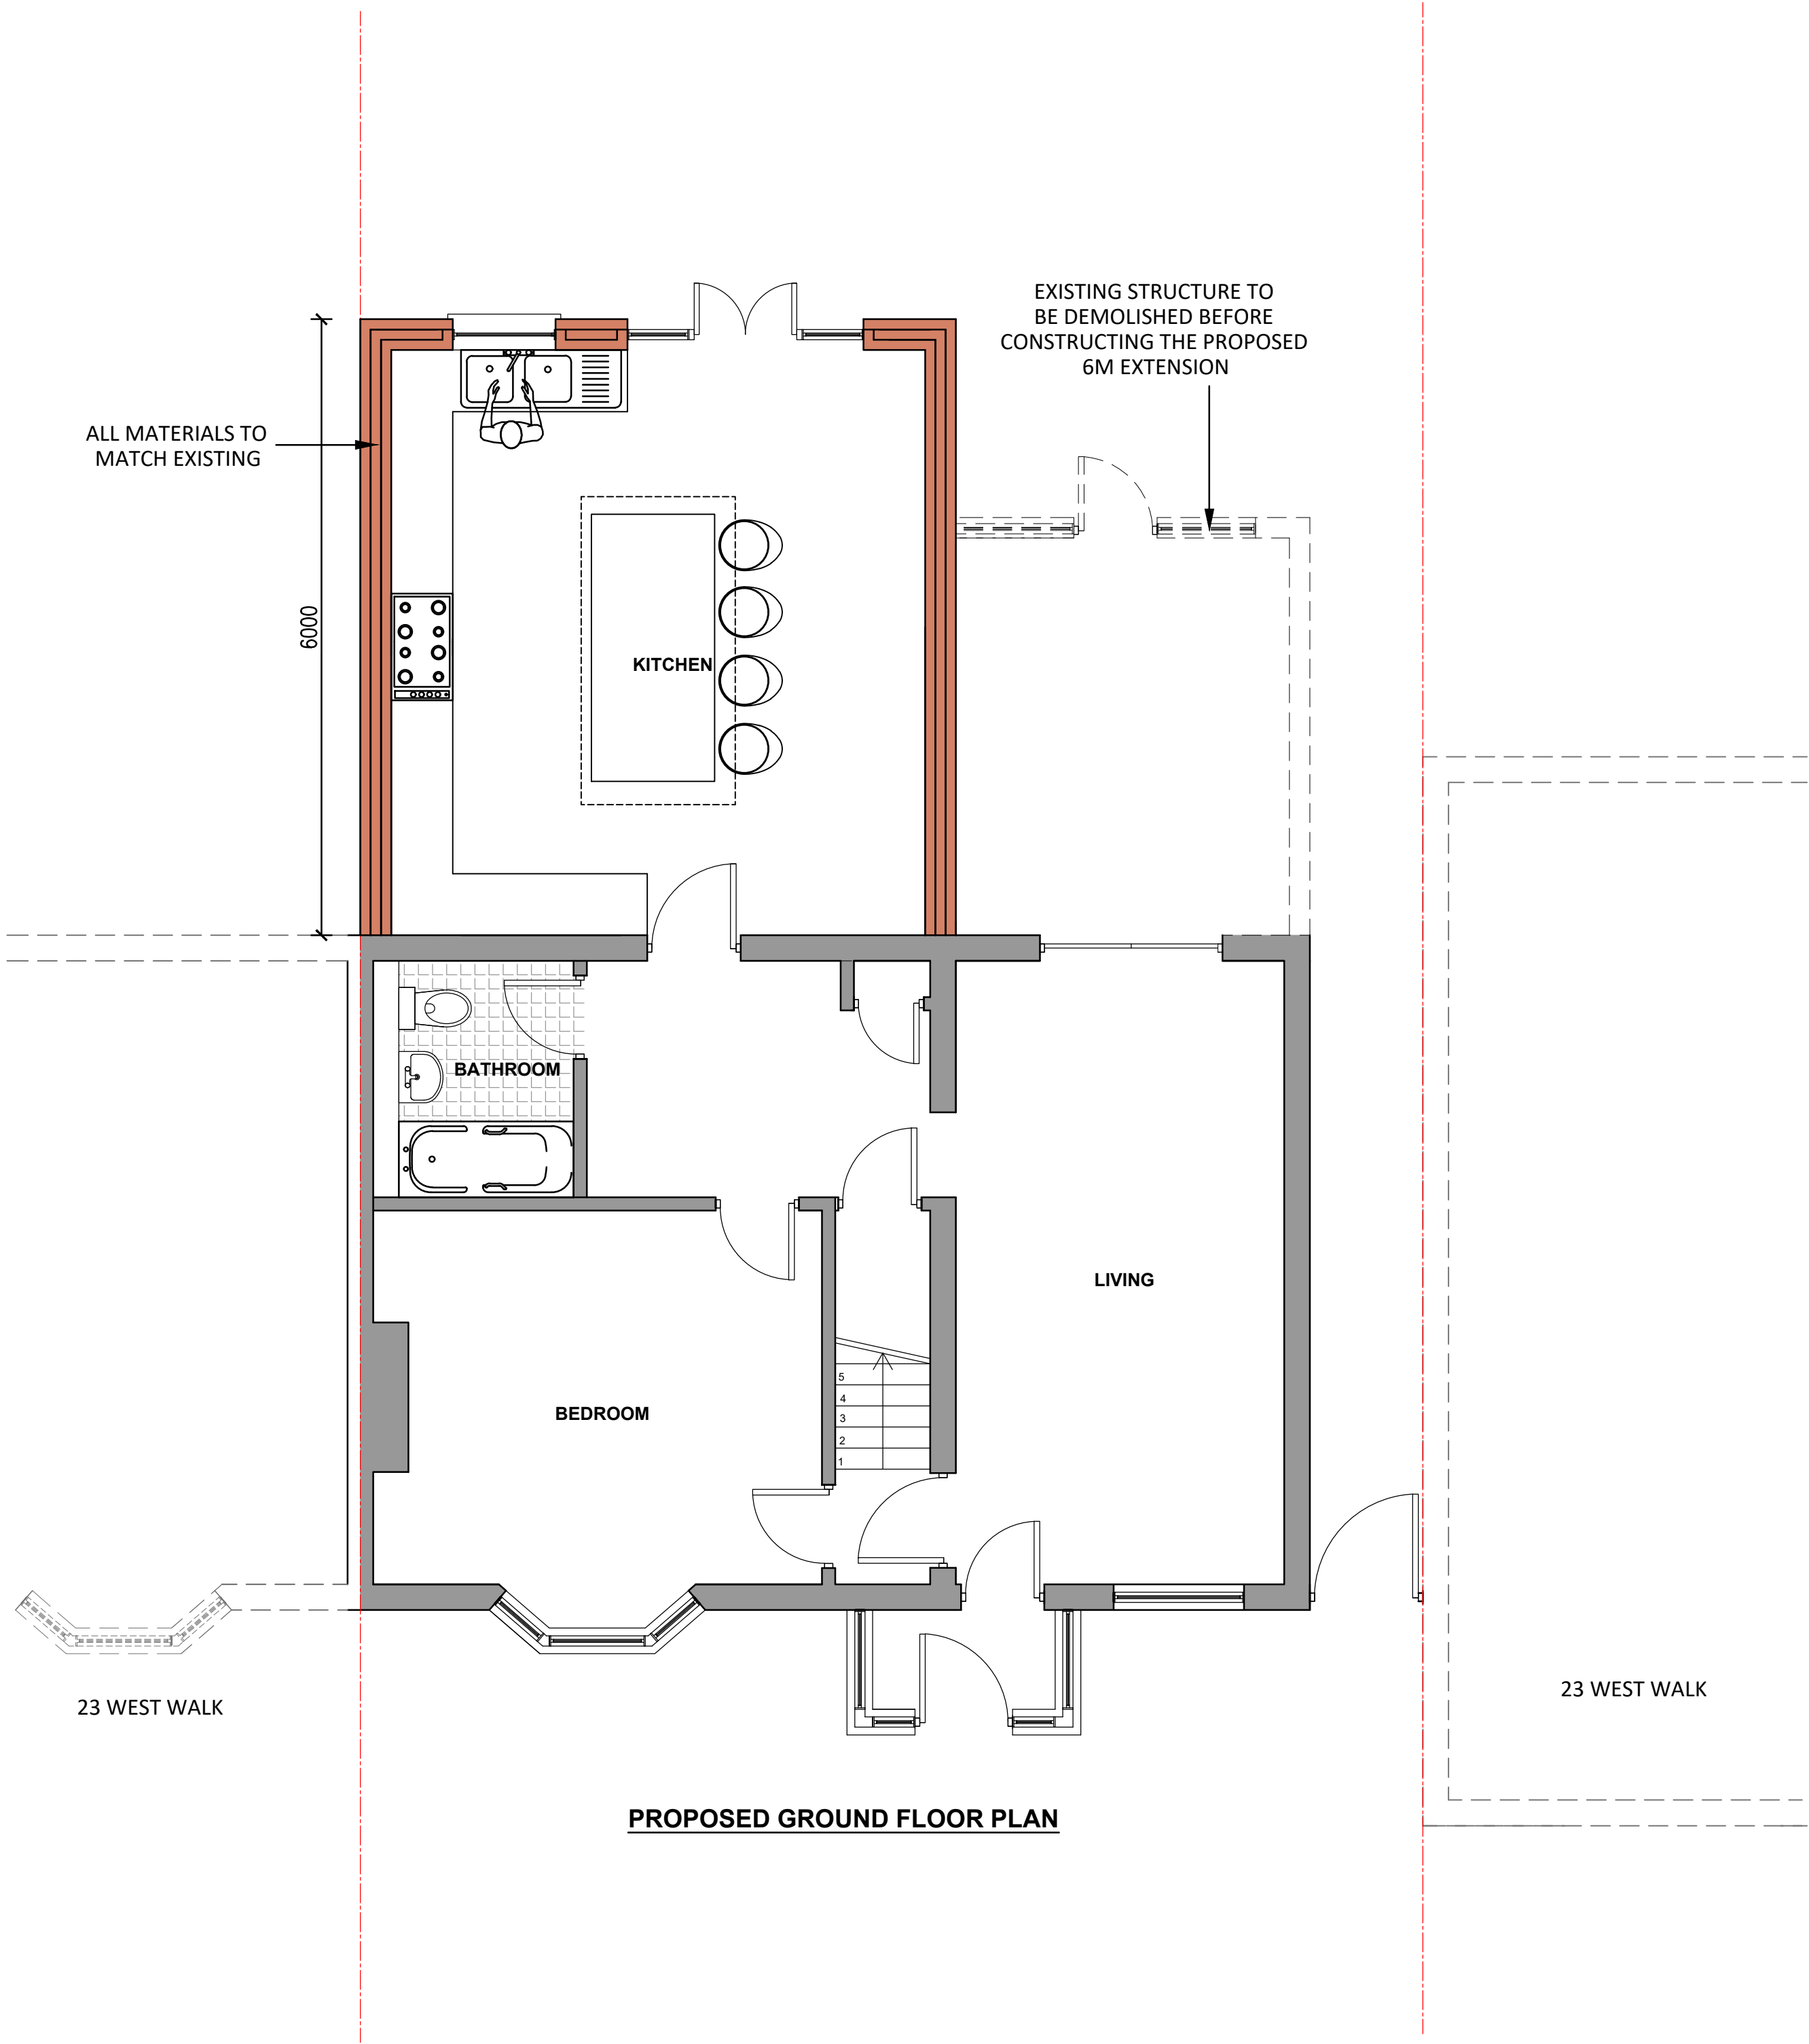 EXISTING STRUCTURE TO
BE DEMOLISHED BEFORE
CONSTRUCTING THE PROPOSED
6M EXTENSION
ALL MATERIALS TO
MATCH EXISTING
6000
KITCHEN
BATHROOM
LIVING
BEDROOM
5
4
3
2
1
23 WEST WALK
23 WEST WALK
PROPOSED GROUND FLOOR PLAN